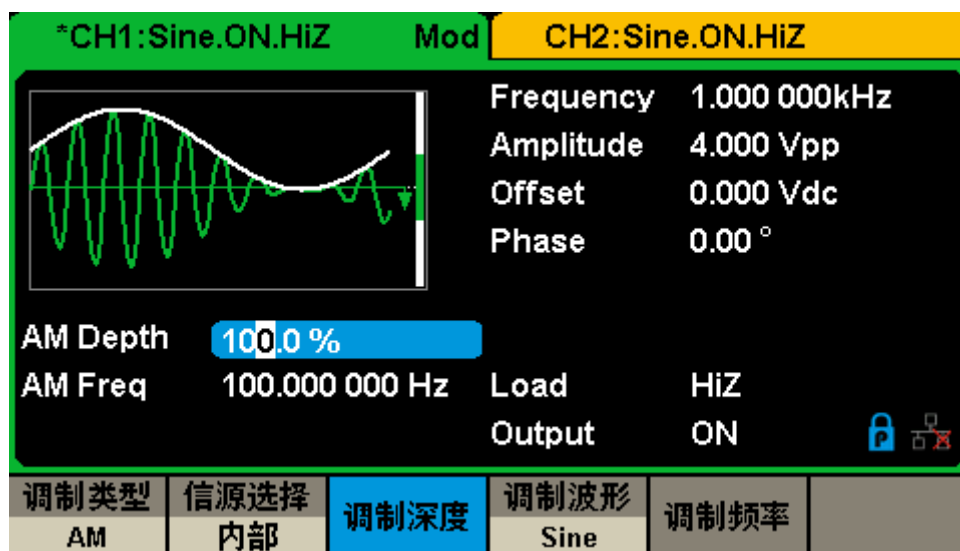 *CH1:Sine.ON.HiZ Mod CH2:Sine.ON.HiZ
Frequency 1.000 000kHz
Amplitude 4.000 Vpp
Offset 0.000 Vdc
Phase 0.00 °
AM Depth 100.0 %
AM Freq 100.000 000 Hz Load HiZ
Output ON
P
调制类型 信源选择 调制深度 调制波形 调制频率
AM 内部 Sine